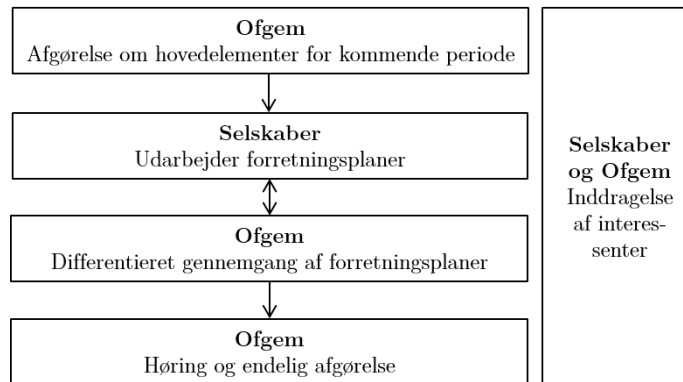 Ofgem
Afgørelse om hovedelementer for kommende periode
Selskaber
Udarbejder forretningsplaner
Ofgem
Differentieret gennemgang af forretningsplaner
Ofgem
Høring og endelig afgørelse
Selskaber
og Ofgem
Inddragelse
af interes-
senter